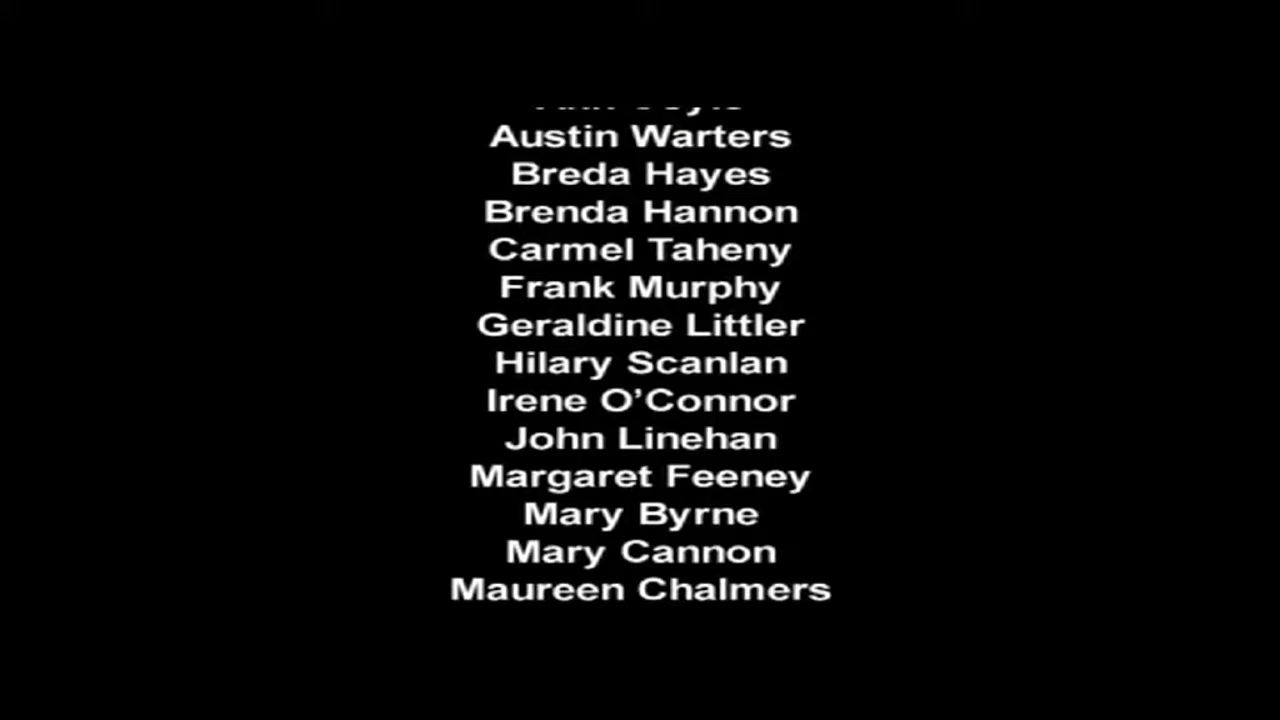 Austin Warters
Breda Hayes
Brenda Hannon
Carmel Taheny
Frank Murphy
Geraldine Littler
Hilary Scanlan
Irene O’Connor
John Linehan
Margaret Feeney
Mary Byrne
Mary Cannon
Maureen Chalmers